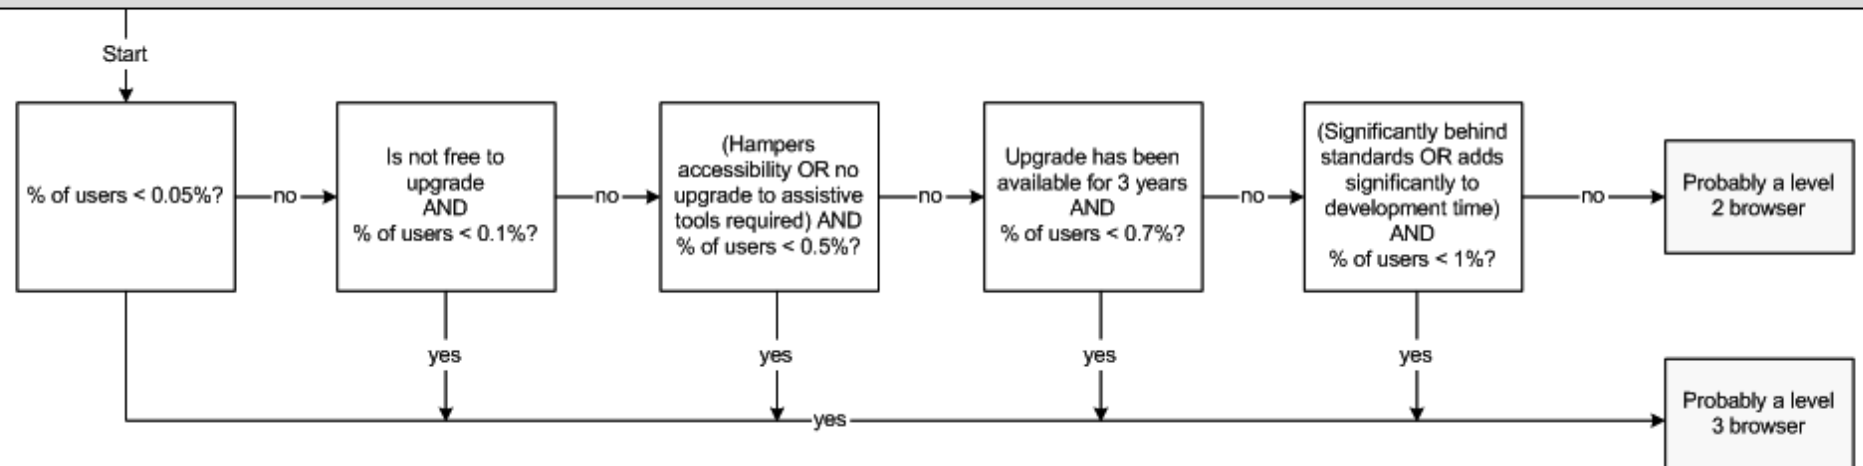 Start
% of users < 0.05%?
no
Is not free to
upgrade
AND
% of users < 0.1%?
no
(Hampers
accessibility OR no
upgrade to assistive
tools required) AND
% of users < 0.5%?
no
Upgrade has been
available for 3 years
AND
% of users < 0.7%?
no
(Significantly behind
standards OR adds
significantly to
development time)
AND
% of users < 1%?
no
Probably a level
2 browser
yes
yes
yes
yes
yes
Probably a level
3 browser